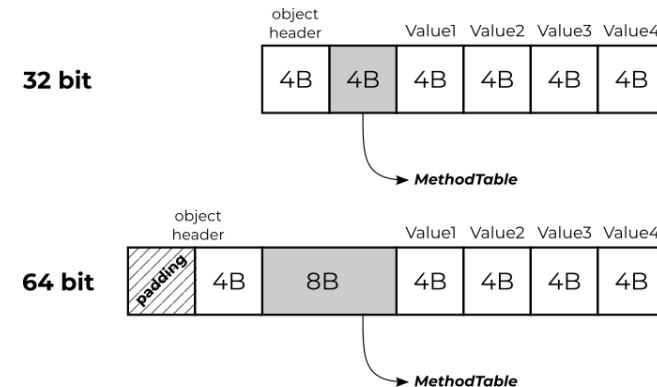 object
header
Value1 Value2 Value3 Value4
32 bit
4B 4B 4B 4B 4B 4B
MethodTable
object
header
Value1 Value2 Value3 Value4
64 bit
padding 4B 8B 4B 4B 4B 4B
MethodTable